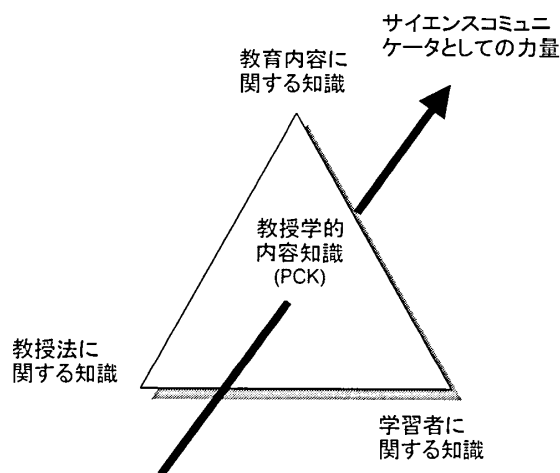 サイエンスコミュニ
ケータとしての力量
教育内容に
関する知識
教授学的
内容知識
(PCK)
教授法に
関する知識
学習者に
関する知識